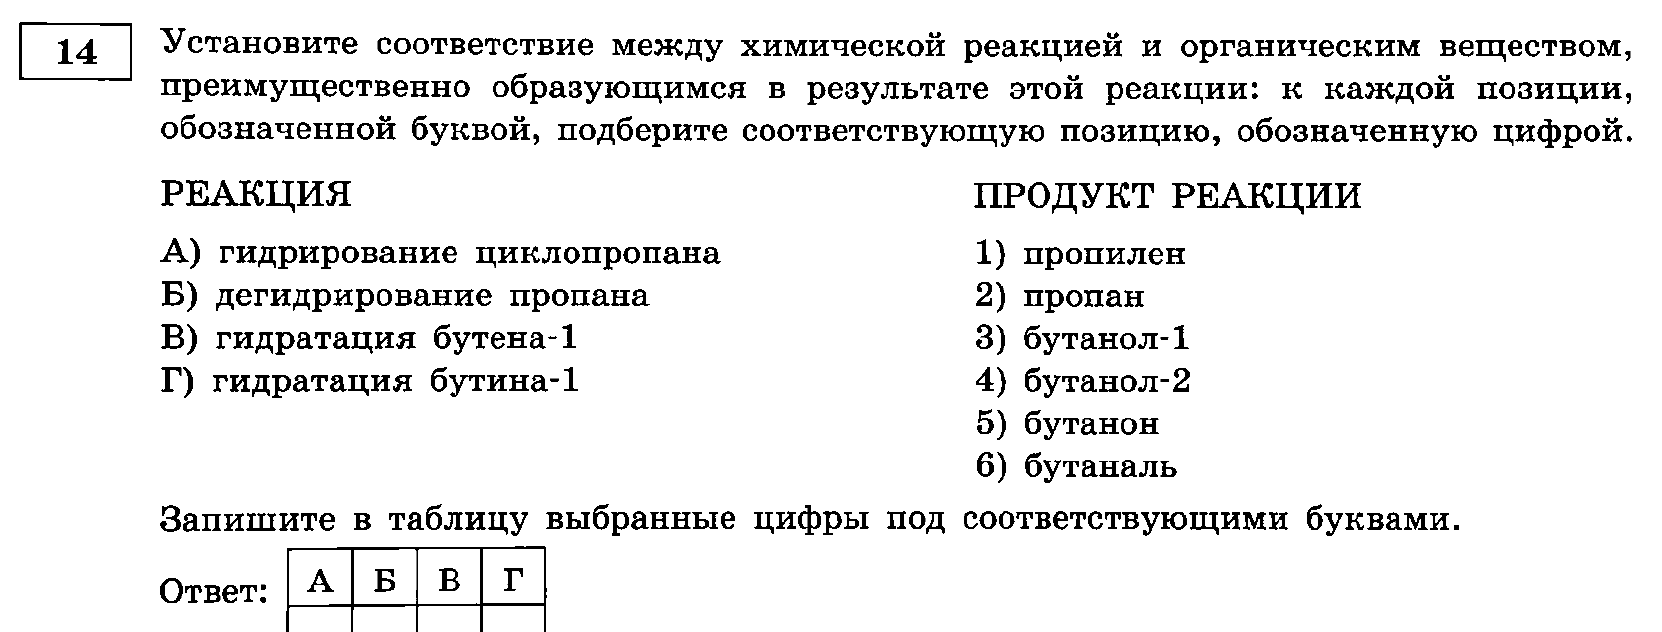 14
Установите соответствие между химической реакцией и органическим веществом,
преимущественно образующимся в результате этой реакции: к каждой позиции,
обозначенной буквой, подберите соответствующую позицию, обозначенную цифрой.
РЕАКЦИЯ
А) гидрирование циклопропана
Б) дегидрирование пропана
В) гидратация бутена-1
Г) гидратация бутина-1
ПРОДУКТ РЕАКЦИИ
1) пропилен
2) пропан
3) бутанол-1
4) бутанол-2
5) бутанон
6) бутаналь
Запишите в таблицу выбранные цифры под соответствующими буквами.
Ответ: А Б В Г